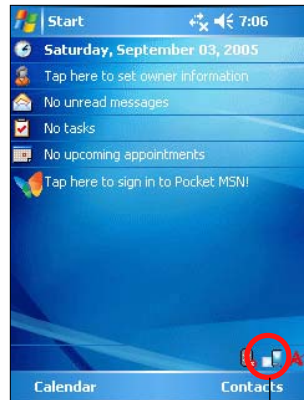 Start 7:06
Saturday, September 03, 2005
Tap here to set owner information
No unread messages
No tasks
No upcoming appointments
Tap here to sign in to Pocket MSN!
A
Calendar Contacts